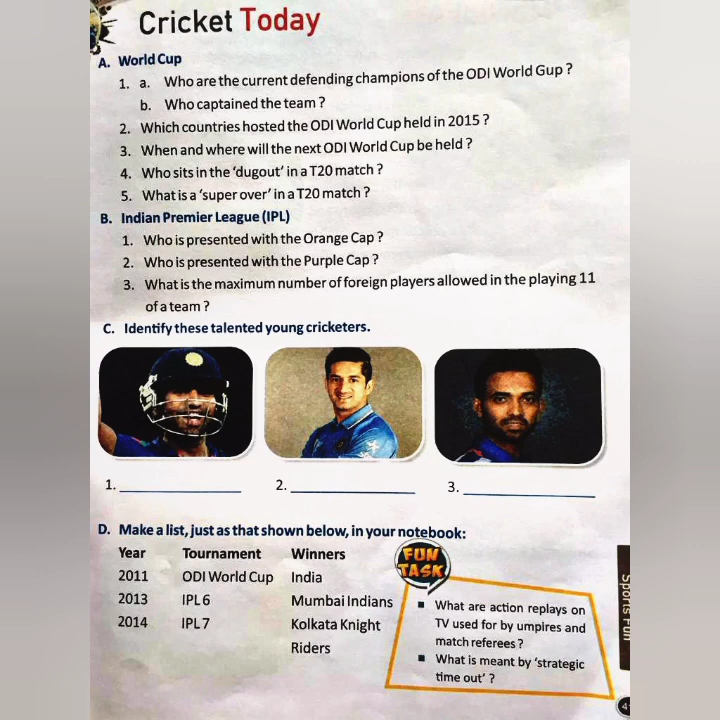 Cricket Today
A. World Cup
1. a. Who are the current defending champions of the ODI World Gup ?
b. Who captained the team ?
2. Which countries hosted the ODI World Cup held in 2015 ?
3. When and where will the next ODI World Cup be held ?
4. Who sits in the 'dugout' in a T20 match ?
5. What is a 'super over' in a T20 match ?
B. Indian Premier League (IPL)
1. Who is presented with the Orange Cap ?
2. Who is presented with the Purple Cap ?
3. What is the maximum number of foreign players allowed in the playing 11
of a team ?
C. Identify these talented young cricketers.
1.
2.
3.
D. Make a list, just as that shown below, in your notebook:
Year Tournament Winners
2011 ODI World Cup India
2013 IPL 6 Mumbai Indians
2014 IPL 7 Kolkata Knight
Riders
FUN
TASK
■ What are action replays on
TV used for by umpires and
match referees ?
■ What is meant by 'strategic
time out' ?
Sports Fun